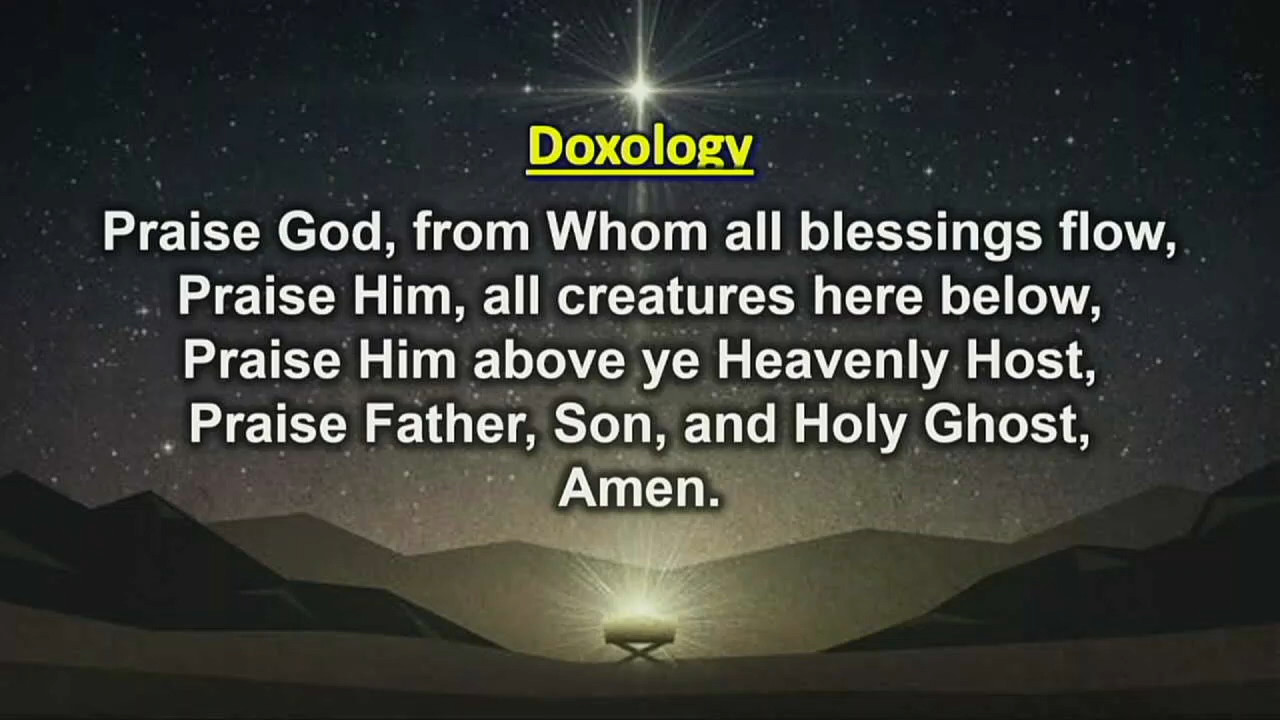 Doxology
Praise God, from Whom all blessings flow,
Praise Him, all creatures here below,
Praise Him above ye Heavenly Host,
Praise Father, Son, and Holy Ghost,
Amen.